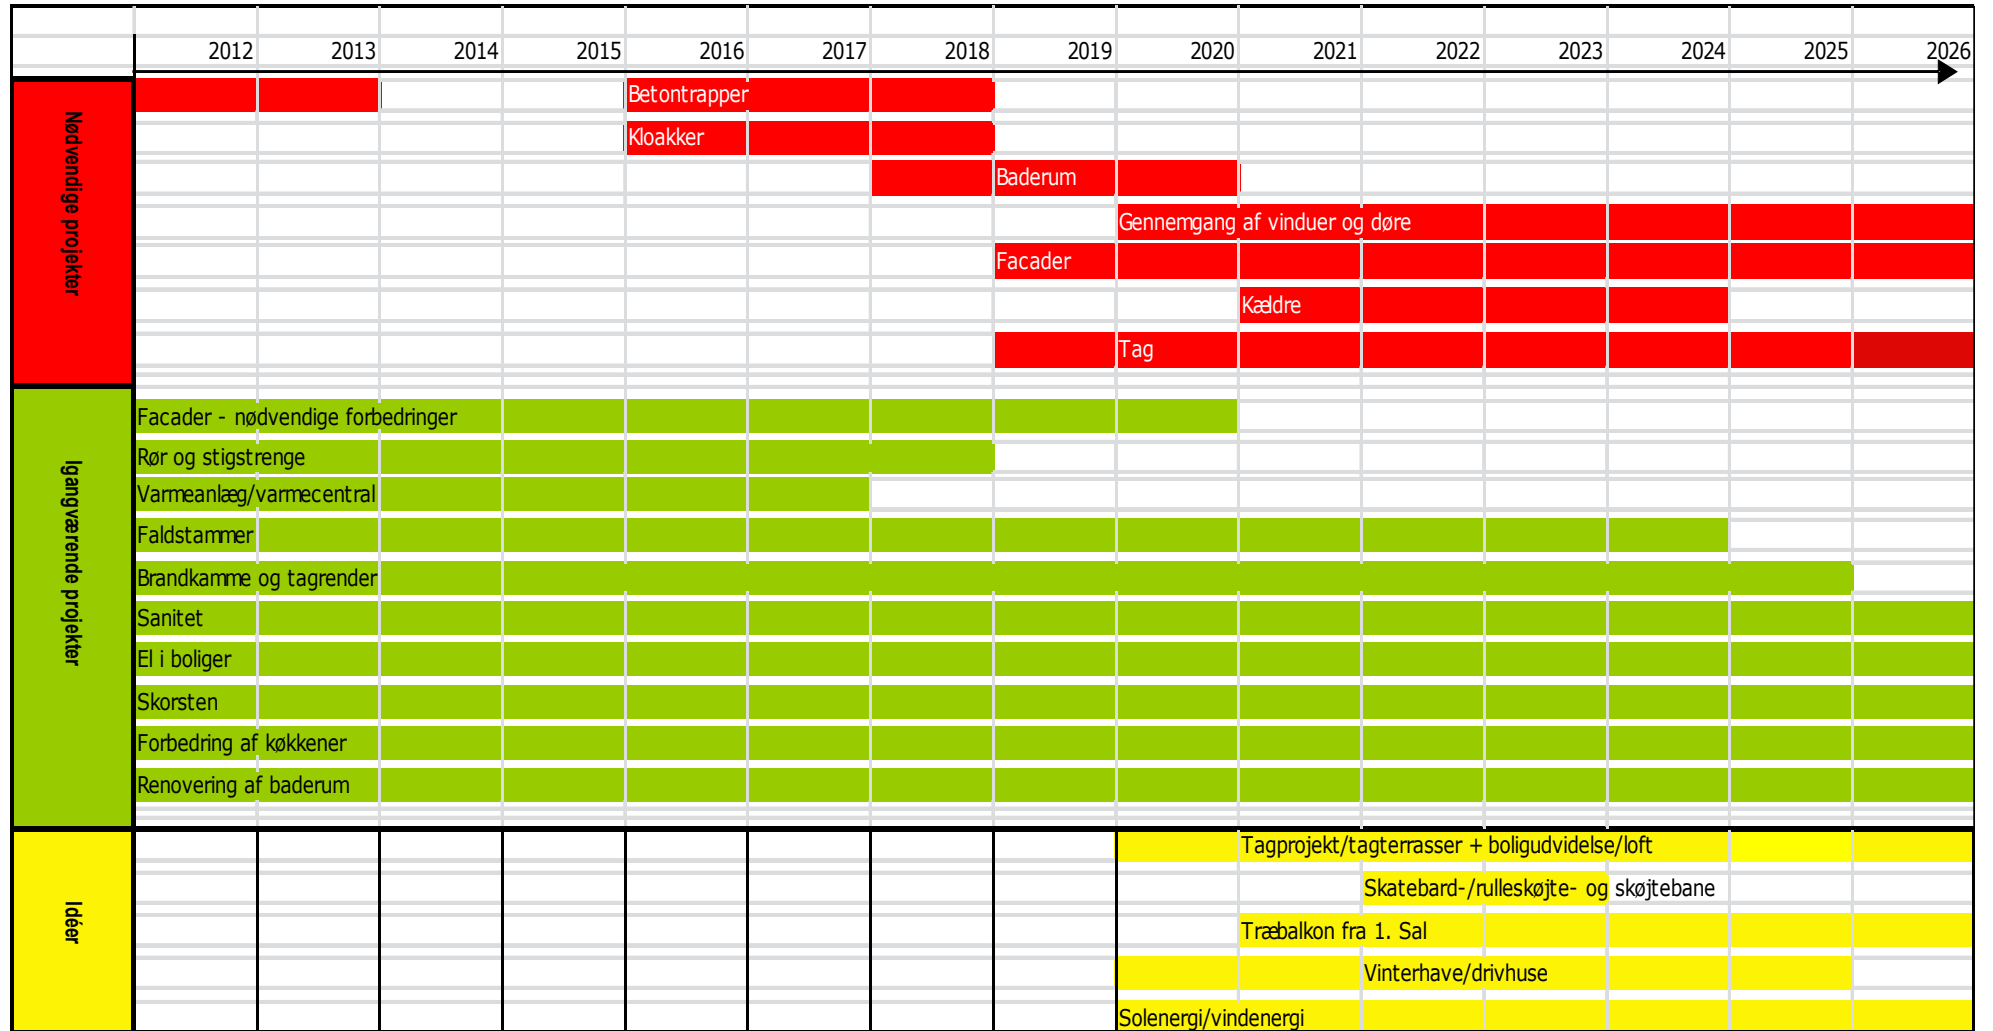 2012 2013 2014 2015 2016 2017 2018 2019 2020 2021 2022 2023 2024 2025 2026
Nødvendige projekter
Betontrapper
Kloakker
Baderum
Gennemgang af vinduer og døre
Facader
Kældre
Tag
Igangværende projekter
Facader - nødvendige forbedringer
Rør og stigstrenge
Varmeanlæg/varmecentral
Faldstammer
Brandkamme og tagrender
Sanitet
El i boliger
Skorsten
Forbedring af køkkener
Renovering af baderum
Idéer
Tagprojekt/tagterrasser + boligudvidelse/loft
Skatebard-/rulleskøjte- og skøjtebane
Træbalkon fra 1. Sal
Vinterhave/drivhuse
Solenergi/vindenergi